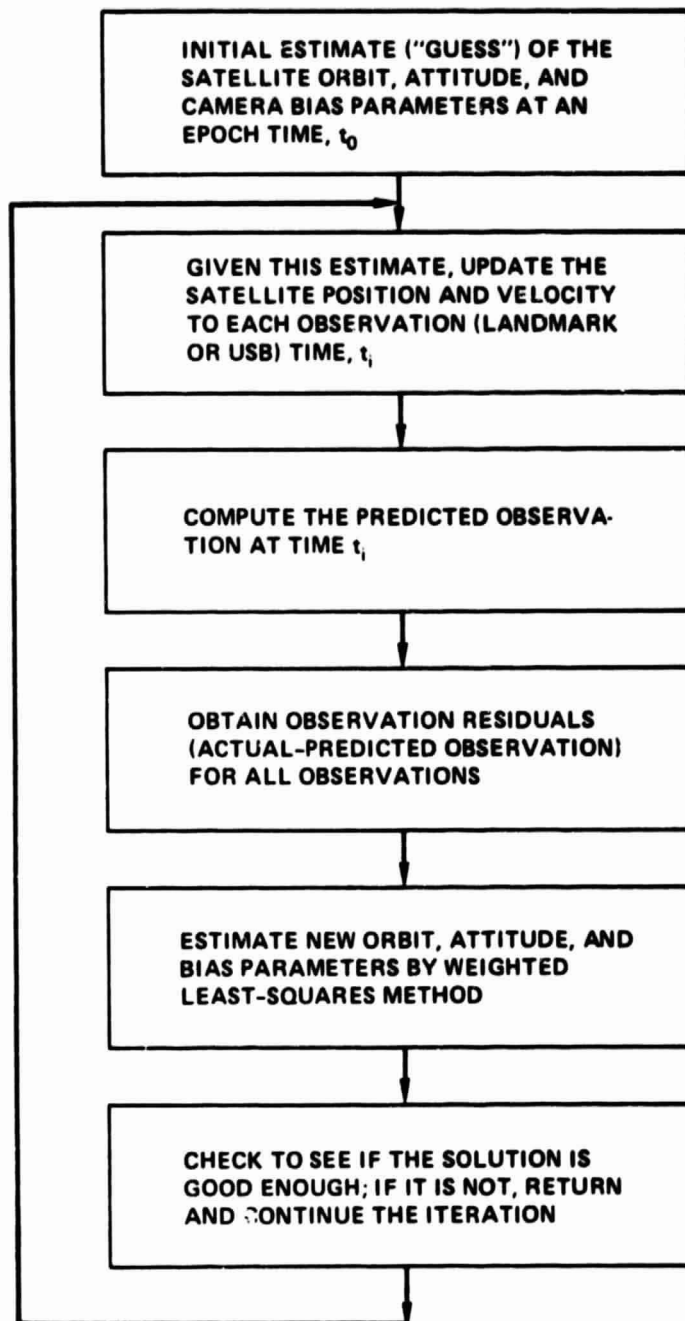 INITIAL ESTIMATE ("GUESS") OF THE
SATELLITE ORBIT, ATTITUDE, AND
CAMERA BIAS PARAMETERS AT AN
EPOCH TIME, t₀
GIVEN THIS ESTIMATE, UPDATE THE
SATELLITE POSITION AND VELOCITY
TO EACH OBSERVATION (LANDMARK
OR USB) TIME, tᵢ
COMPUTE THE PREDICTED OBSERVA-
TION AT TIME tᵢ
OBTAIN OBSERVATION RESIDUALS
(ACTUAL-PREDICTED OBSERVATION)
FOR ALL OBSERVATIONS
ESTIMATE NEW ORBIT, ATTITUDE, AND
BIAS PARAMETERS BY WEIGHTED
LEAST-SQUARES METHOD
CHECK TO SEE IF THE SOLUTION IS
GOOD ENOUGH; IF IT IS NOT, RETURN
AND CONTINUE THE ITERATION